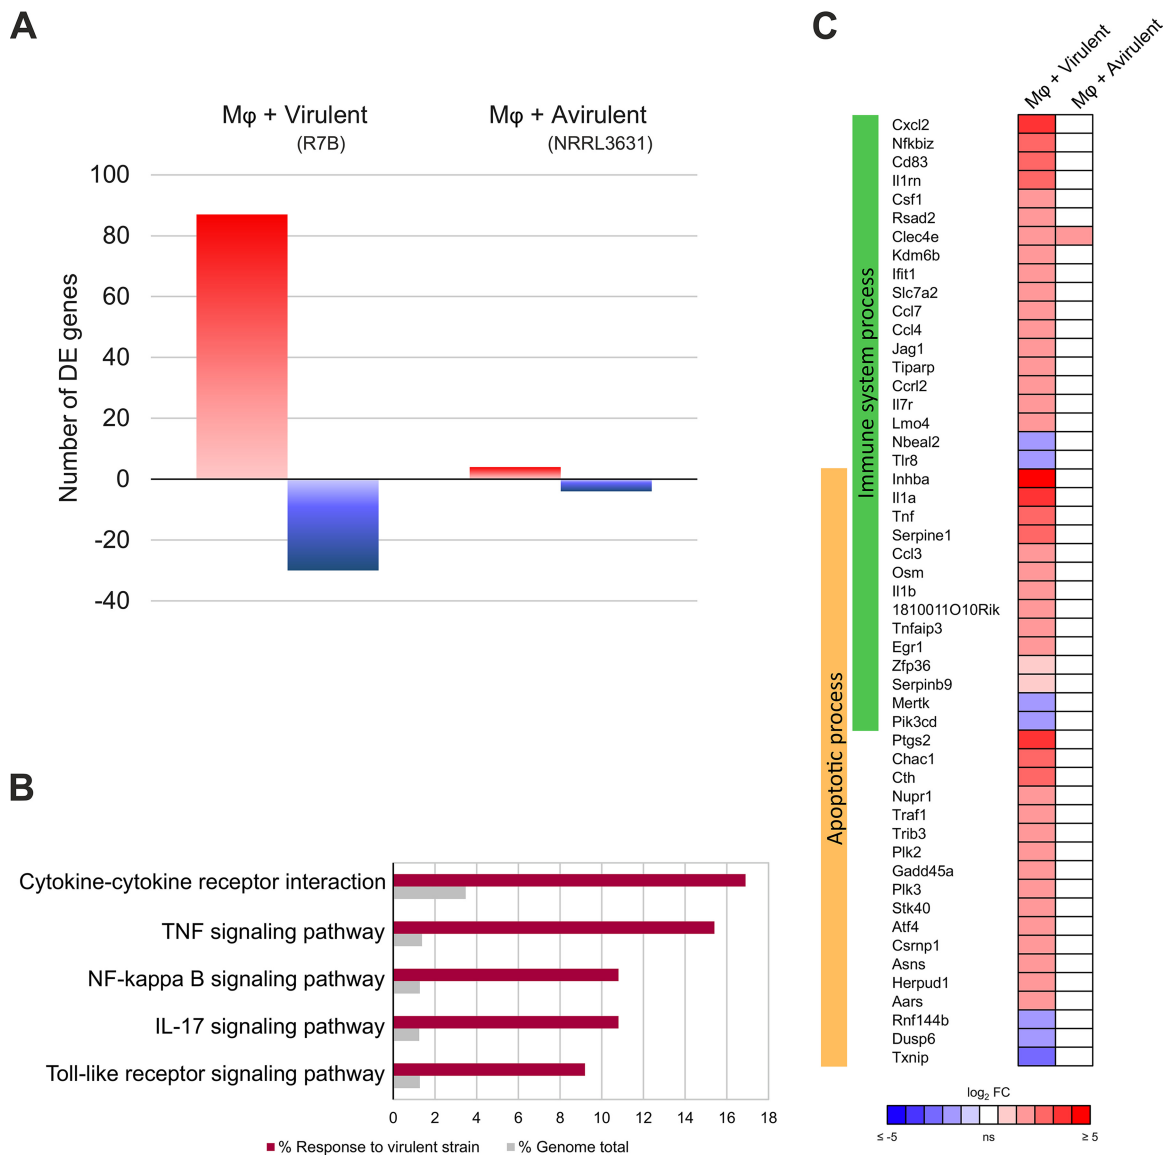 A
Mφ + Virulent
(R7B)
Mφ + Avirulent
(NRRL3631)
Number of DE genes
100
80
60
40
20
0
-20
-40
B
Cytokine-cytokine receptor interaction
TNF signaling pathway
NF-kappa B signaling pathway
IL-17 signaling pathway
Toll-like receptor signaling pathway
0 2 4 6 8 10 12 14 16 18
% Response to virulent strain % Genome total
C
Mφ + Virulent
Mφ + Avirulent
Immune system process
Apoptotic process
Cxcl2
Nfkbiz
Cd83
Il1rn
Csf1
Rsad2
Clec4e
Kdm6b
Ifit1
Slc7a2
Ccl7
Ccl4
Jag1
Tiparp
Ccrl2
Il7r
Lmo4
Nbeal2
Tlr8
Inhba
Il1a
Tnf
Serpine1
Ccl3
Osm
Il1b
1810011O10Rik
Tnfaip3
Egr1
Zfp36
Serpinb9
Mertk
Pik3cd
Ptgs2
Chac1
Cth
Nupr1
Traf1
Trib3
Plk2
Gadd45a
Plk3
Stk40
Atf4
Csrnp1
Asns
Herpud1
Aars
Rnf144b
Dusp6
Txnip
log2 FC
≤ -5 ns ≥ 5